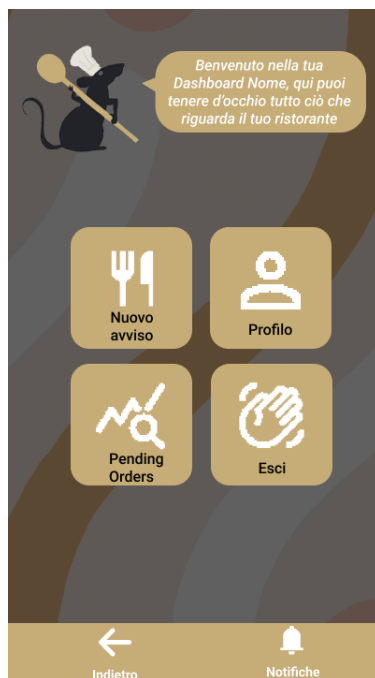 Benvenuto nella tua
Dashboard Nome, qui puoi
tenere d'occhio tutto ciò che
riguarda il tuo ristorante
Nuovo
avviso
Profilo
Pending
Orders
Esci
Indietro
Notifiche